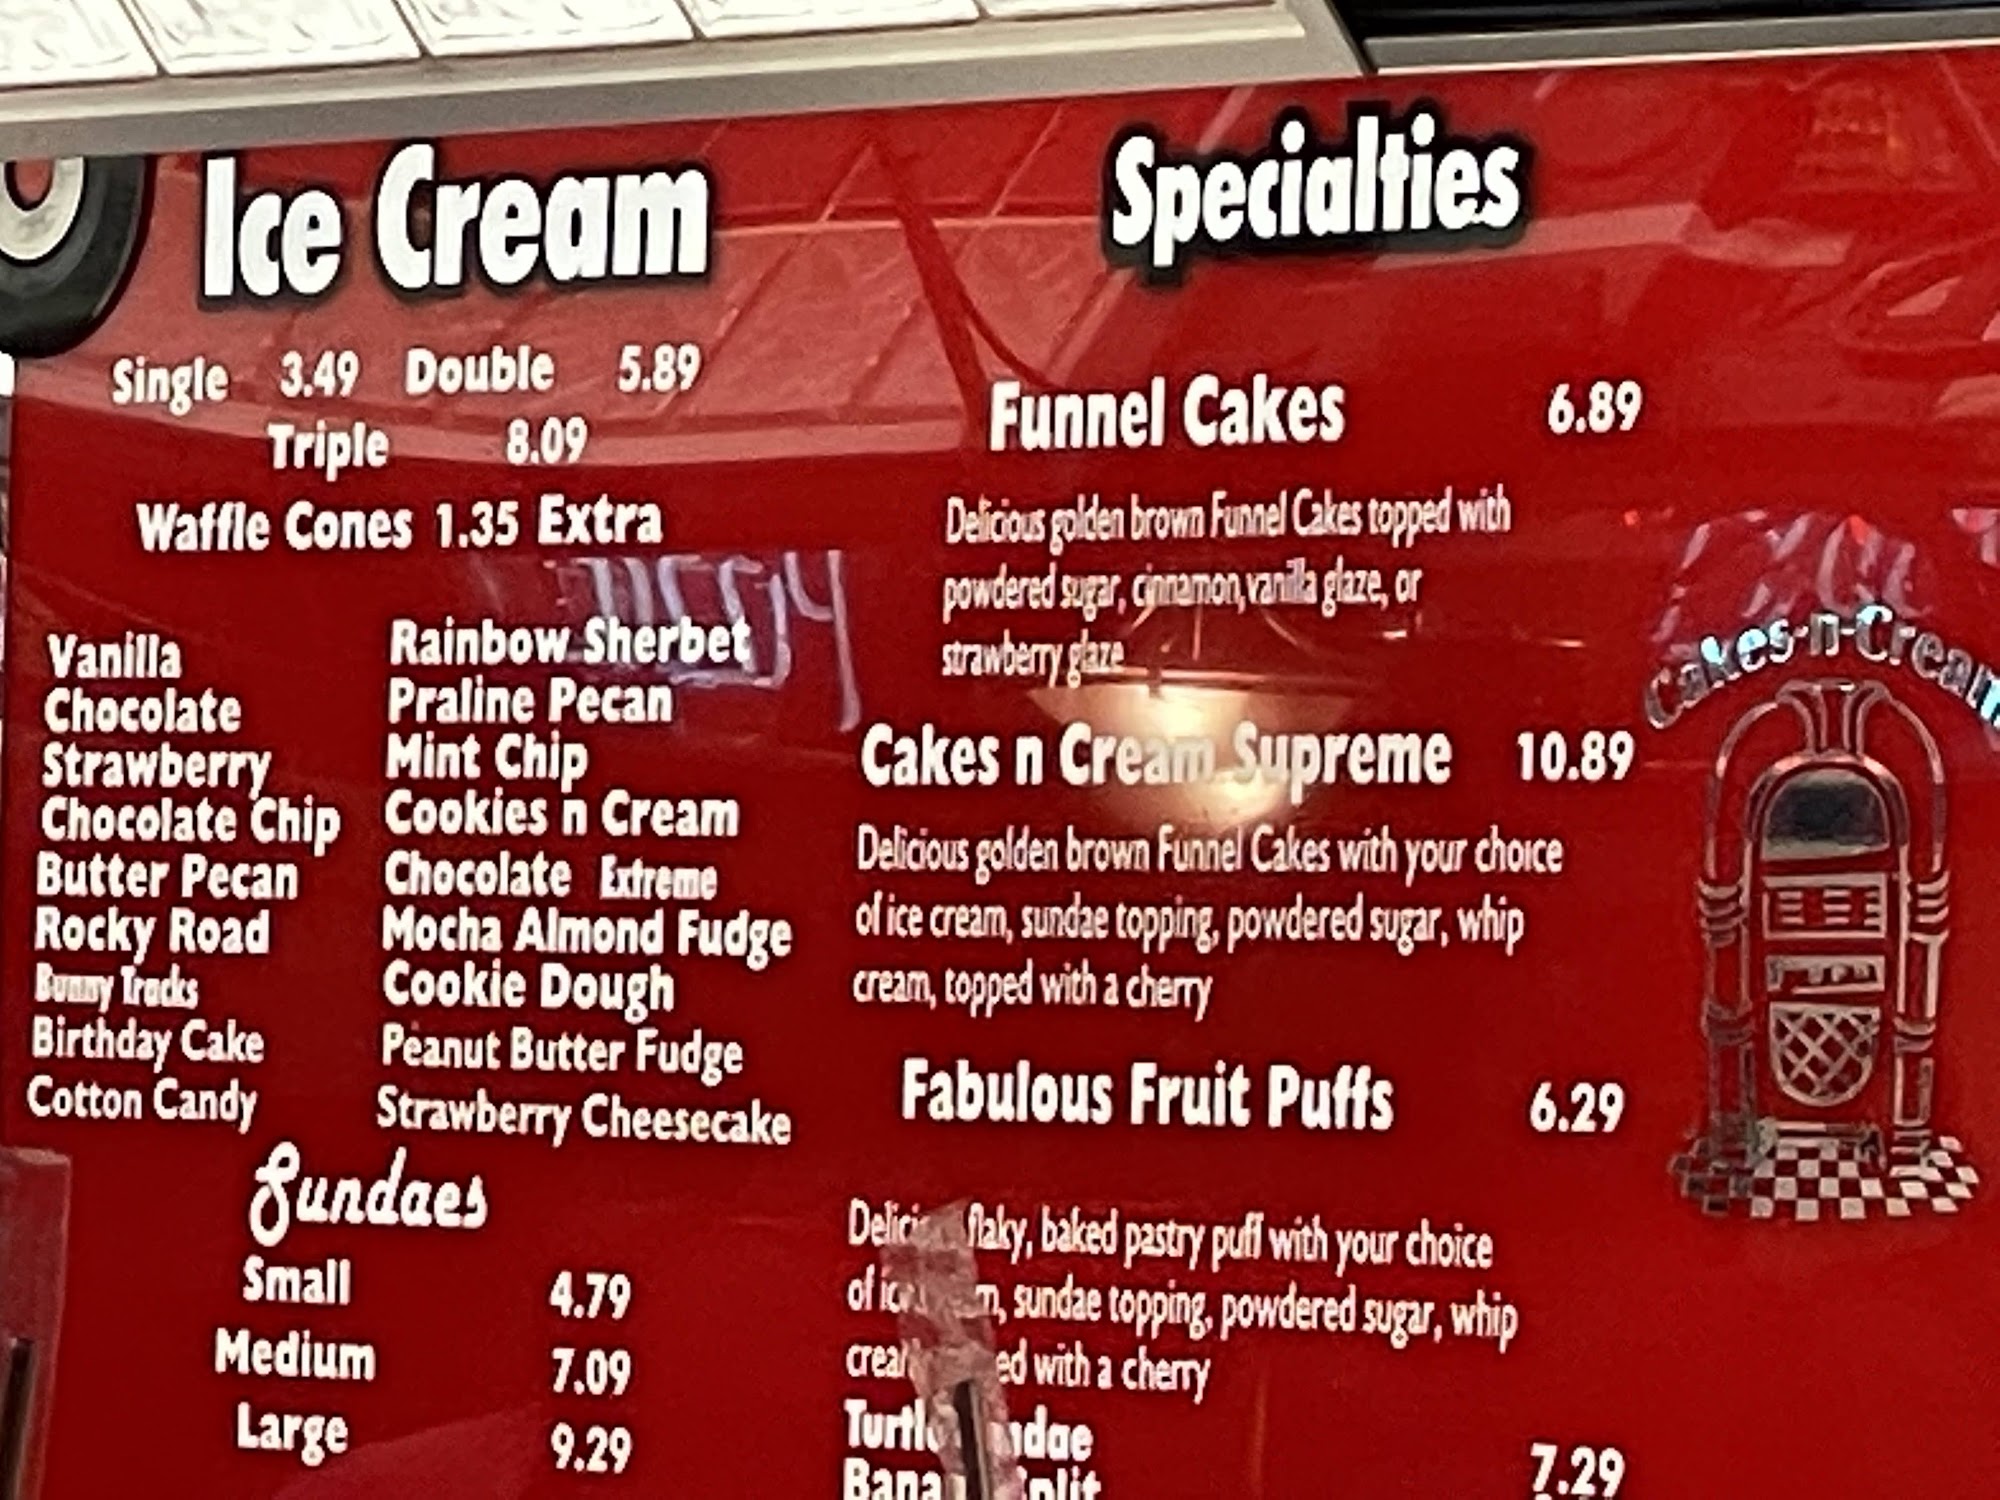 Ice Cream
Single 3.49 Double 5.89
Triple 8.09
Waffle Cones 1.35 Extra
Vanilla
Chocolate
Strawberry
Chocolate Chip
Butter Pecan
Rocky Road
Bunny Tracks
Birthday Cake
Cotton Candy
Rainbow Sherbet
Praline Pecan
Mint Chip
Cookies n Cream
Chocolate Extreme
Mocha Almond Fudge
Cookie Dough
Peanut Butter Fudge
Strawberry Cheesecake
Sundaes
Small 4.79
Medium 7.09
Large 9.29
Specialties
Funnel Cakes 6.89
Delicious golden brown Funnel Cakes topped with
powdered sugar, cinnamon, vanilla glaze, or
strawberry glaze
Cakes n Cream Supreme 10.89
Delicious golden brown Funnel Cakes with your choice
of ice cream, sundae topping, powdered sugar, whip
cream, topped with a cherry
Fabulous Fruit Puffs 6.29
flaky, baked pastry puff with your choice
of sundae topping, powdered sugar, whip
with a cherry
7.29
Cakes-n-Cream